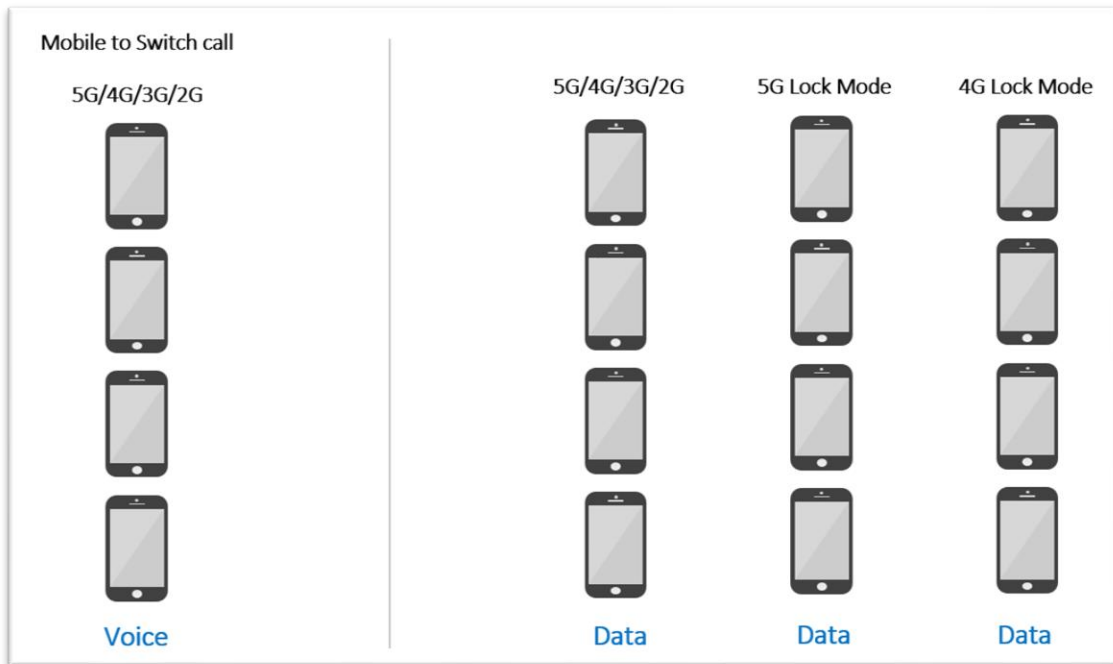 Mobile to Switch call
5G/4G/3G/2G
5G/4G/3G/2G
5G Lock Mode
4G Lock Mode
Voice
Data
Data
Data